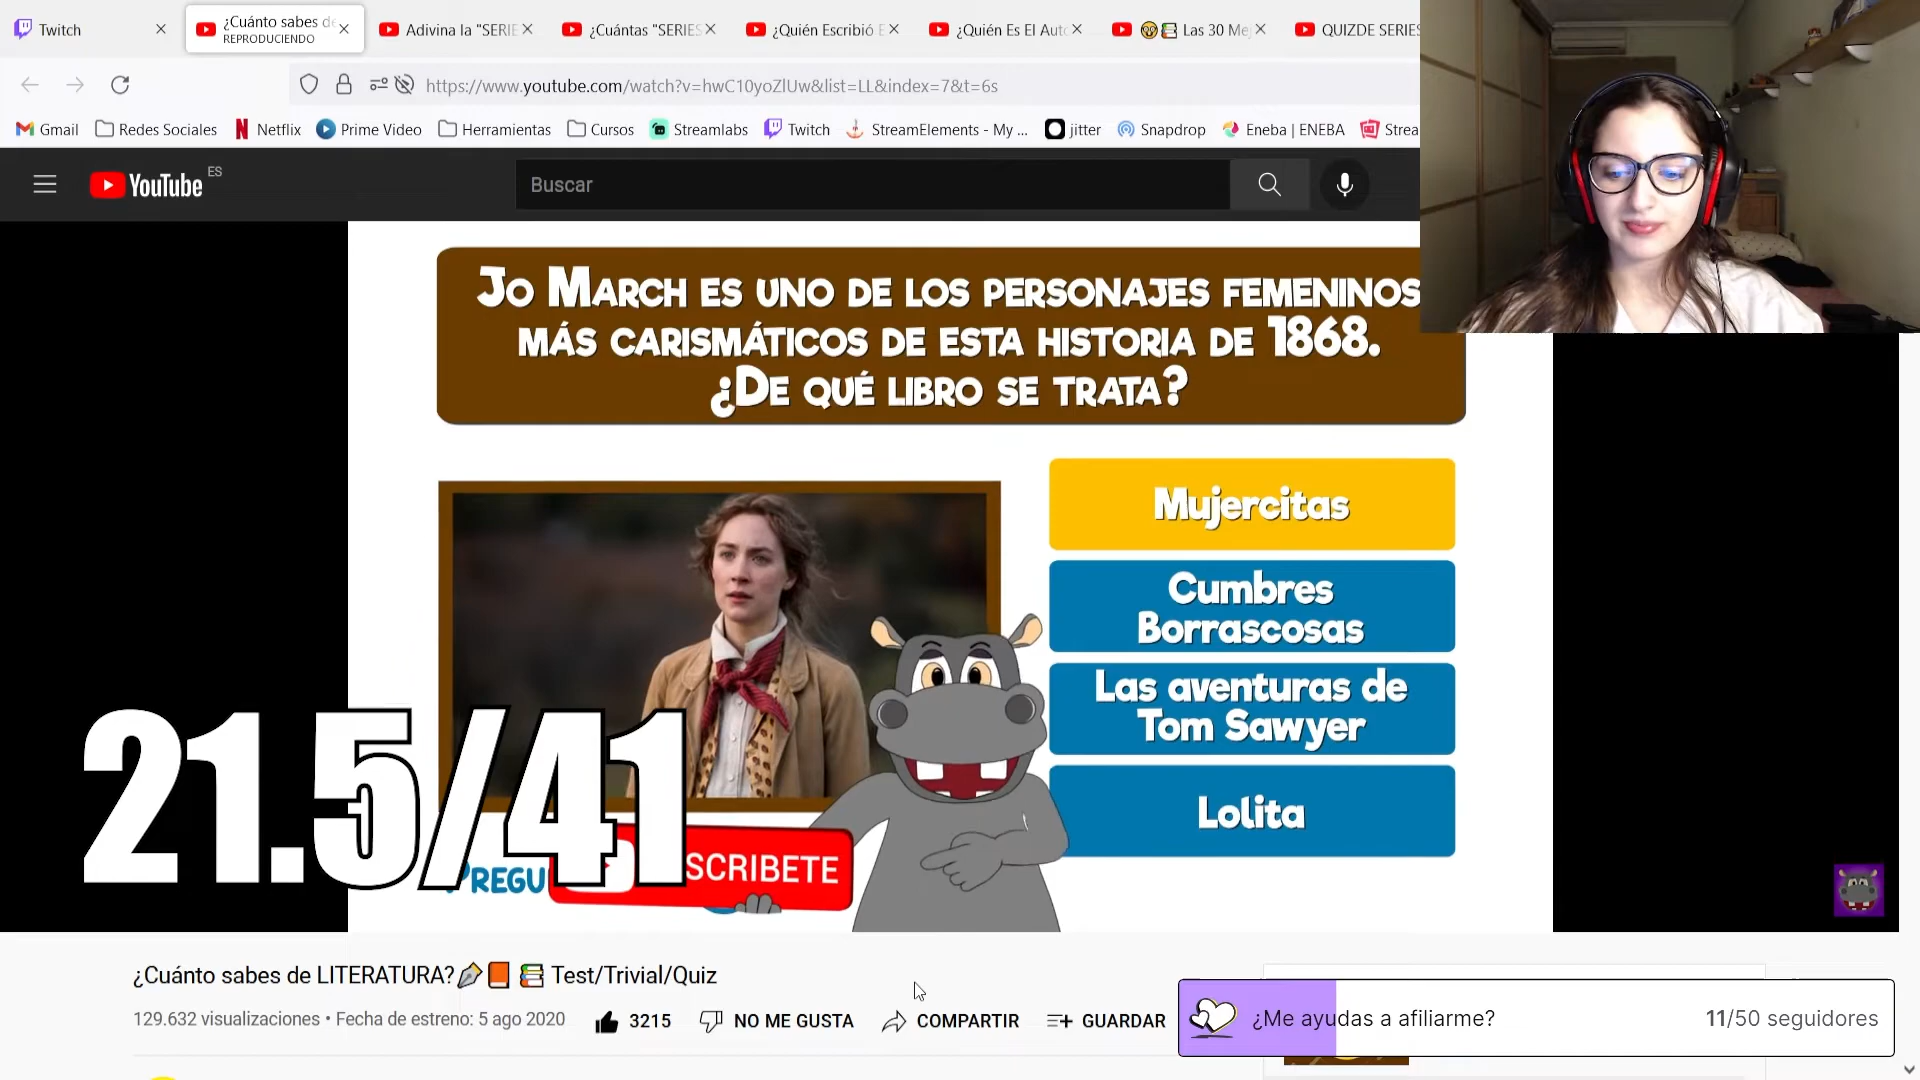 Twitch
¿Cuánto sabes de
REPRODUCIENDO
Adivina la "SERIE
¿Cuántas "SERIES
¿Quién Escribió E
¿Quién Es El Aut
Las 30 Me
QUIZDE SERIES
https://www.youtube.com/watch?v=hwC10yoZlUw&list=LL&index=7&t=6s
Gmail
Redes Sociales
Netflix
Prime Video
Herramientas
Cursos
Streamlabs
Twitch
StreamElements - My ...
jitter
Snapdrop
Eneba | ENEBA
Strea
YouTube
ES
Buscar
JO MARCH ES UNO DE LOS PERSONAJES FEMENINOS
MÁS CARISMÁTICOS DE ESTA HISTORIA DE 1868.
¿DE QUÉ LIBRO SE TRATA?
Mujercitas
Cumbres
Borrascosas
Las aventuras de
Tom Sawyer
Lolita
21.5/41
PREGU
SCRIBETE
¿Cuánto sabes de LITERATURA? Test/Trivial/Quiz
129.632 visualizaciones • Fecha de estreno: 5 ago 2020
3215
NO ME GUSTA
COMPARTIR
GUARDAR
¿Me ayudas a afiliarme?
11/50 seguidores